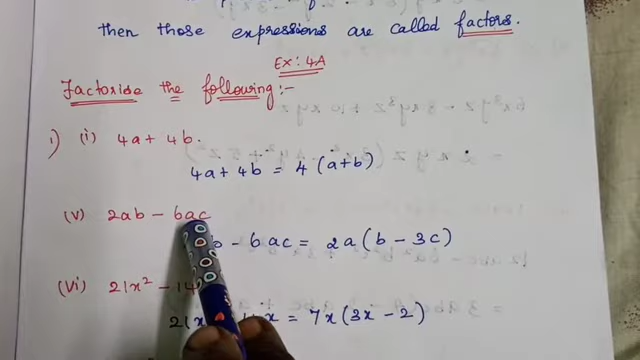 then those expressions are called factors.
Ex: 4A
Factorise the following:-
1) (i) 4a + 4b.
4a + 4b = 4 (a+b)
(v) 2ab - 6ac
b - 6ac = 2a (b - 3c)
(vi) 21x² - 14
21x x = 7x (3x - 2)